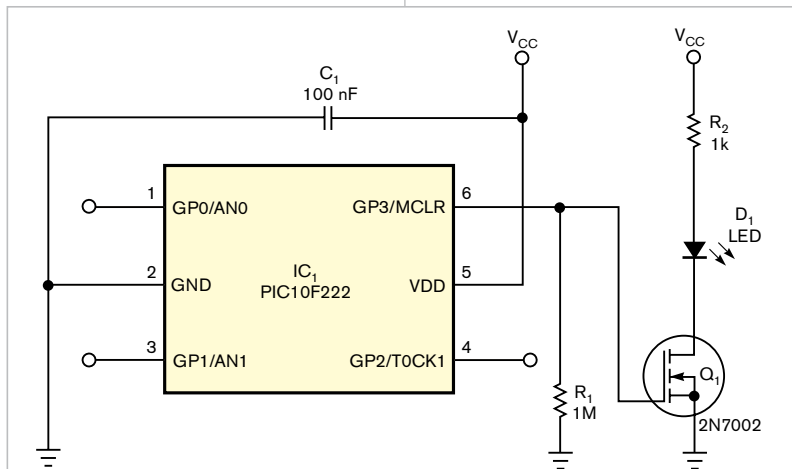 VCC
VCC
C1
100 nF
R2
1k
1
GP0/AN0
GP3/MCLR
6
D1
LED
2
GND
IC1
PIC10F222
VDD
5
3
GP1/AN1
GP2/T0CK1
4
Q1
R1
1M
2N7002